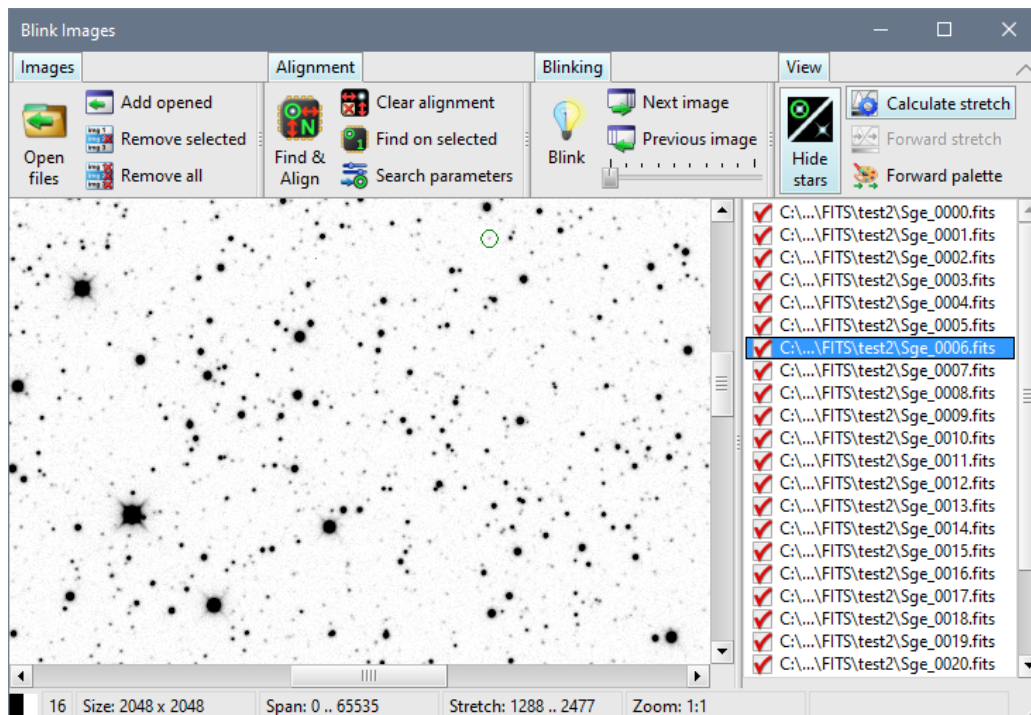 Blink Images
Images Alignment Blinking View
Open files
Add opened
Remove selected
Remove all
Find & Align
Clear alignment
Find on selected
Search parameters
Blink
Next image
Previous image
Hide stars
Calculate stretch
Forward stretch
Forward palette
C:\...\FITS\test2\Sge_0000.fits
C:\...\FITS\test2\Sge_0001.fits
C:\...\FITS\test2\Sge_0002.fits
C:\...\FITS\test2\Sge_0003.fits
C:\...\FITS\test2\Sge_0004.fits
C:\...\FITS\test2\Sge_0005.fits
C:\...\FITS\test2\Sge_0006.fits
C:\...\FITS\test2\Sge_0007.fits
C:\...\FITS\test2\Sge_0008.fits
C:\...\FITS\test2\Sge_0009.fits
C:\...\FITS\test2\Sge_0010.fits
C:\...\FITS\test2\Sge_0011.fits
C:\...\FITS\test2\Sge_0012.fits
C:\...\FITS\test2\Sge_0013.fits
C:\...\FITS\test2\Sge_0014.fits
C:\...\FITS\test2\Sge_0015.fits
C:\...\FITS\test2\Sge_0016.fits
C:\...\FITS\test2\Sge_0017.fits
C:\...\FITS\test2\Sge_0018.fits
C:\...\FITS\test2\Sge_0019.fits
C:\...\FITS\test2\Sge_0020.fits
16 Size: 2048 x 2048 Span: 0 .. 65535 Stretch: 1288 .. 2477 Zoom: 1:1